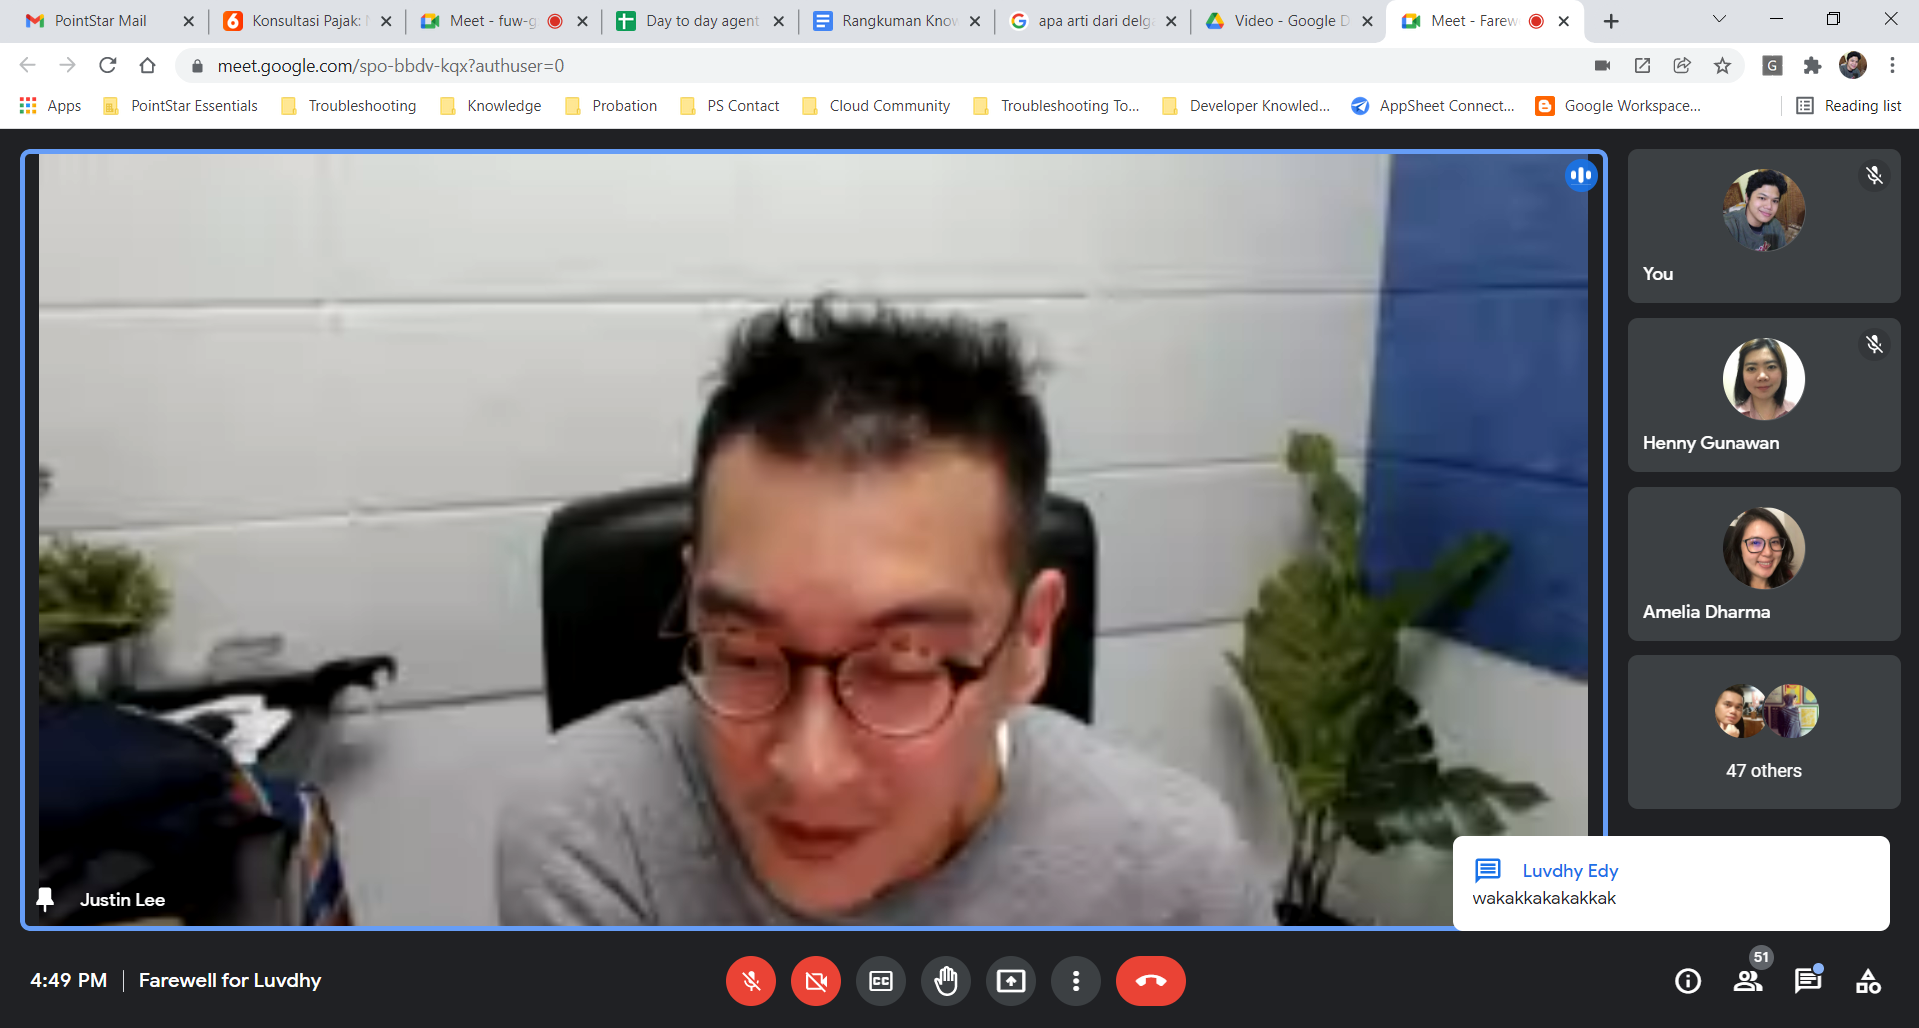 PointStar Mail
Konsultasi Pajak:
Meet - fuw-g
Day to day agent
Rangkuman Know
apa arti dari delg
Video - Google D
Meet - Farew
meet.google.com/spo-bbdv-kqx?authuser=0
G
Apps
PointStar Essentials
Troubleshooting
Knowledge
Probation
PS Contact
Cloud Community
Troubleshooting To...
Developer Knowled...
AppSheet Connect...
Google Workspace...
Reading list
You
Henny Gunawan
Amelia Dharma
47 others
Justin Lee
Luvdhy Edy
wakakkakakakkak
4:49 PM
Farewell for Luvdhy
CC
51